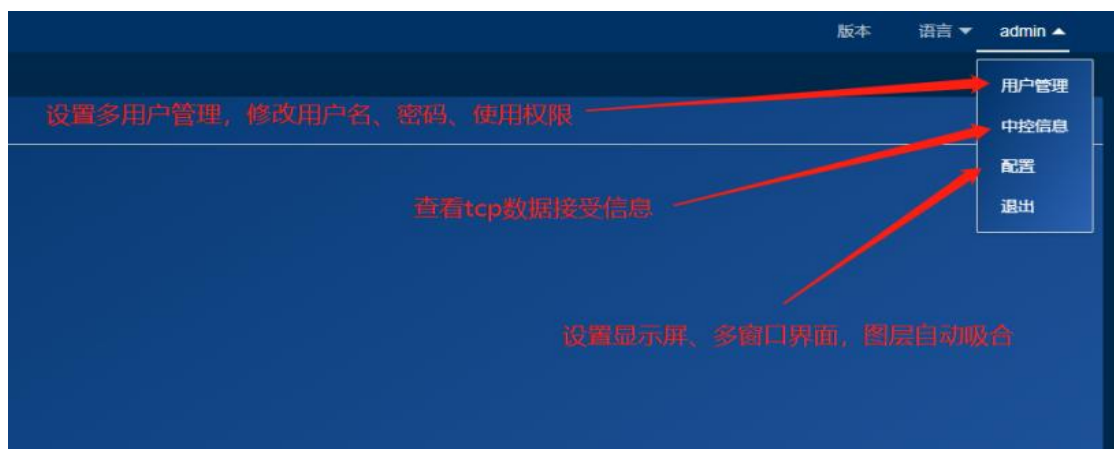 版本 语言 admin
用户管理
设置多用户管理，修改用户名、密码、使用权限
中控信息
配置
查看tcp数据接受信息
退出
设置显示屏、多窗口界面，图层自动吸合